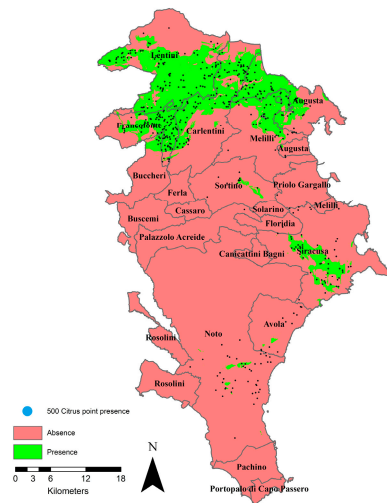 Lentini
Augusta
Francofonte
Carlentini
Melilli
Augusta
Buccheri
Sortino
Priolo Gargallo
Ferla
Melilli
Cassaro
Solarino
Buscemi
Floridia
Palazzolo Acreide
Canicattini Bagni
Siracusa
Avola
Noto
Rosolini
Rosolini
500 Citrus point presence
Absence
Presence
N
0 3 6 12 18
Kilometers
Pachino
Portopalo di Capo Passero